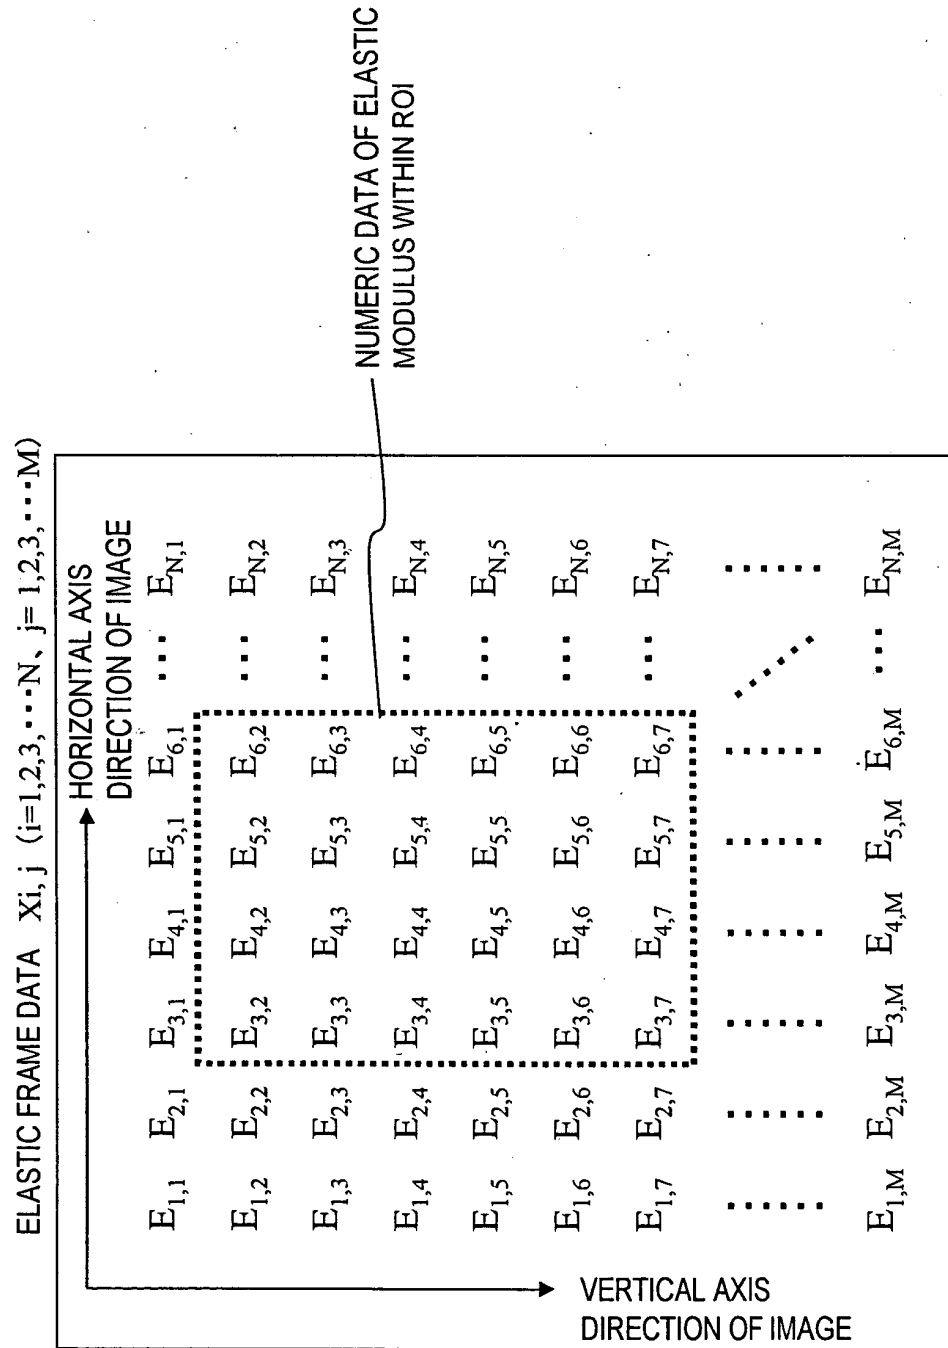 ELASTIC FRAME DATA Xi, j (i=1,2,3,···N、j= 1,2,3,···M)
HORIZONTAL AXIS
DIRECTION OF IMAGE
E1,1 E2,1 E3,1 E4,1 E5,1 E6,1 ··· EN,1
E1,2 E2,2 E3,2 E4,2 E5,2 E6,2 ··· EN,2
E1,3 E2,3 E3,3 E4,3 E5,3 E6,3 ··· EN,3
E1,4 E2,4 E3,4 E4,4 E5,4 E6,4 ··· EN,4
E1,5 E2,5 E3,5 E4,5 E5,5 E6,5 ··· EN,5
E1,6 E2,6 E3,6 E4,6 E5,6 E6,6 ··· EN,6
E1,7 E2,7 E3,7 E4,7 E5,7 E6,7 ··· EN,7
E1,M E2,M E3,M E4,M E5,M E6,M ··· EN,M
VERTICAL AXIS
DIRECTION OF IMAGE
NUMERIC DATA OF ELASTIC
MODULUS WITHIN ROI